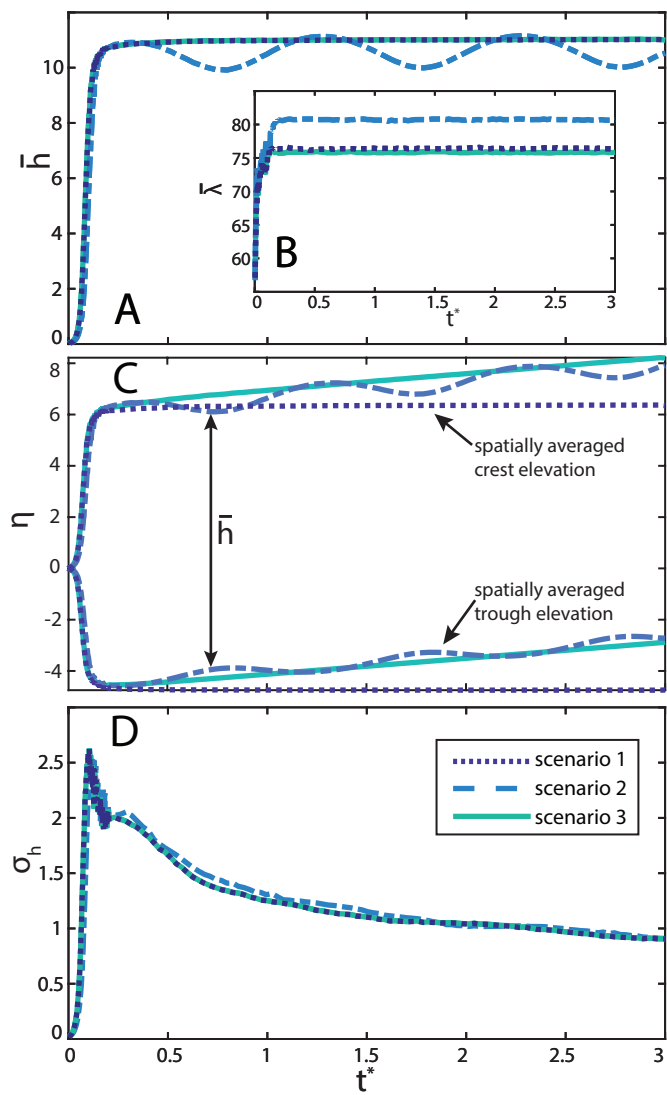 10
8
6
4
2
0
h̄
A
80
75
70
65
60
λ̄
B
0 0.5 1 1.5 2 2.5 3
t*
8
6
4
2
0
-2
-4
η
C
spatially averaged
crest elevation
h̄
spatially averaged
trough elevation
2.5
2
1.5
1
0.5
0
σh
D
scenario 1
scenario 2
scenario 3
0 0.5 1 1.5 2 2.5 3
t*